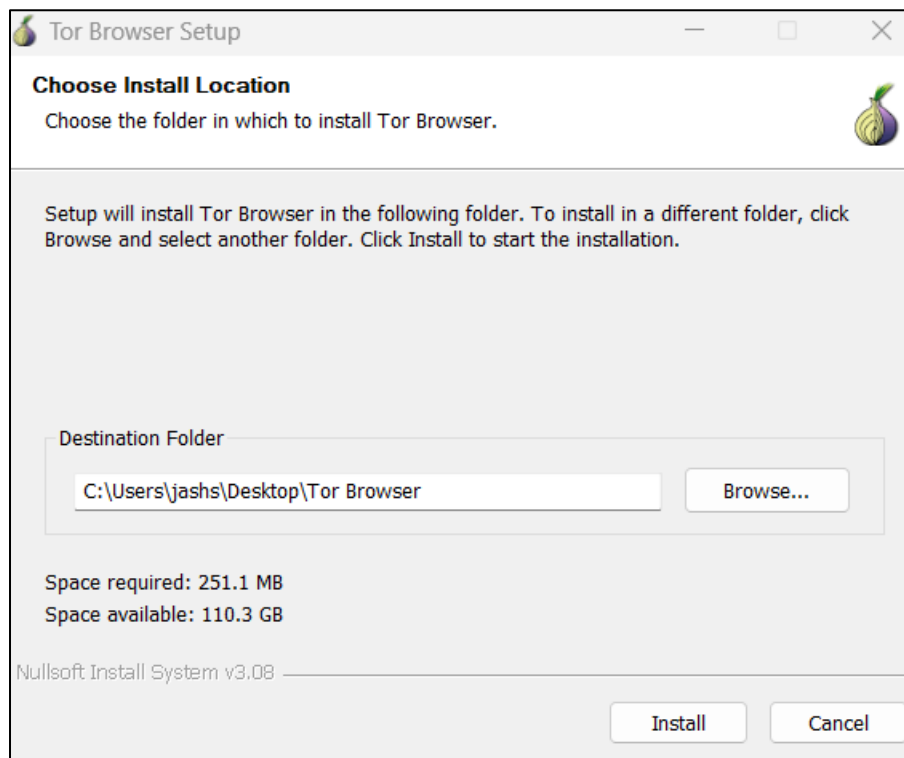 Tor Browser Setup
Choose Install Location
Choose the folder in which to install Tor Browser.
Setup will install Tor Browser in the following folder. To install in a different folder, click
Browse and select another folder. Click Install to start the installation.
Destination Folder
C:\Users\jashs\Desktop\Tor Browser
Browse...
Space required: 251.1 MB
Space available: 110.3 GB
Nullsoft Install System v3.08
Install
Cancel